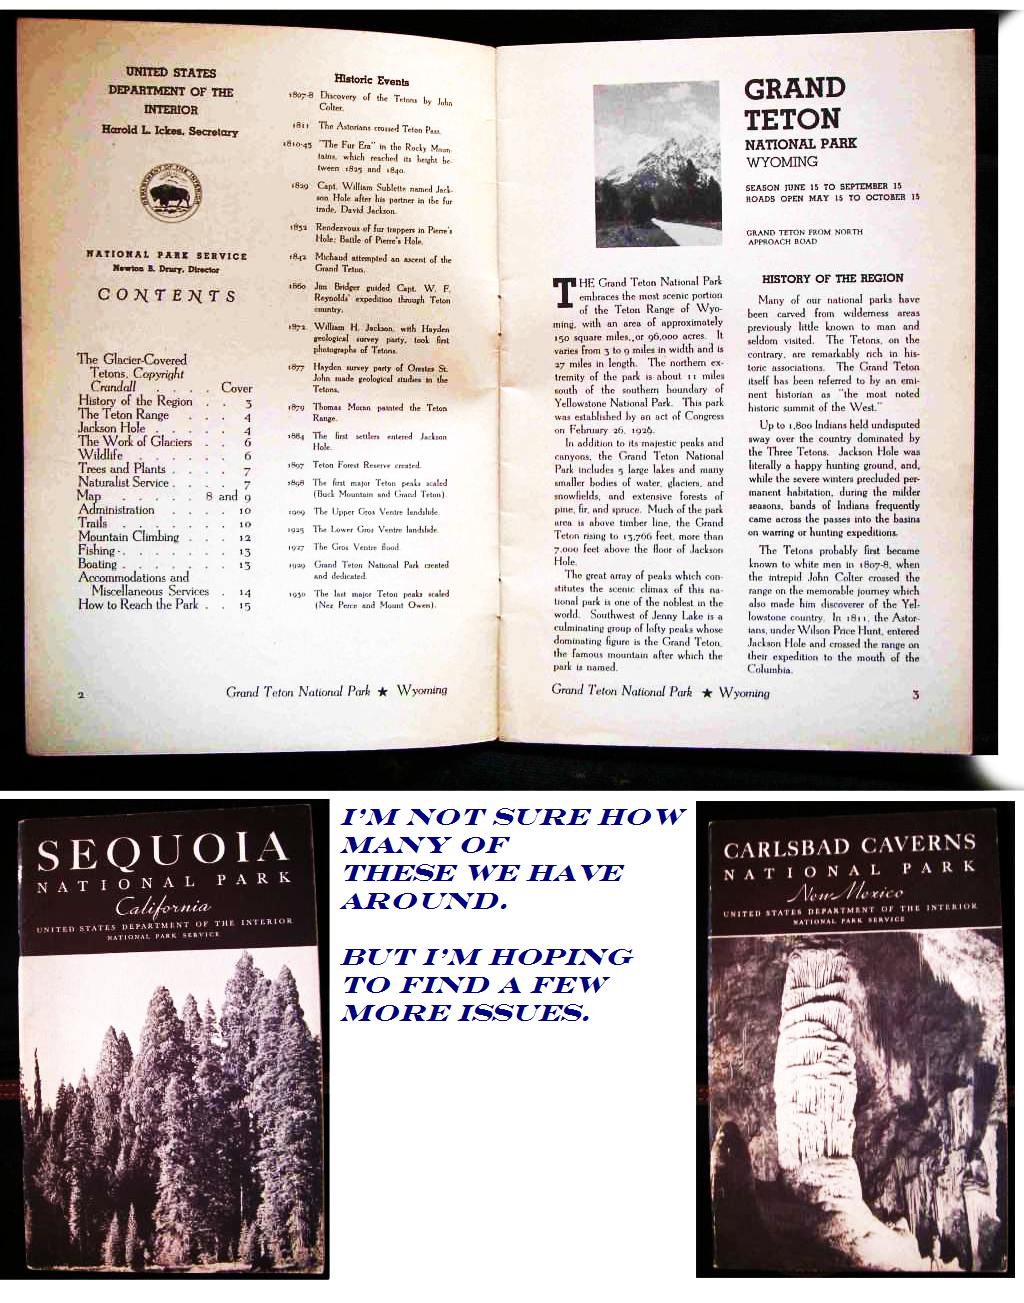 UNITED STATES
DEPARTMENT OF THE
INTERIOR
Harold L. Ickes, Secretary
DEPARTMENT OF THE INTERIOR
NATIONAL PARK SERVICE
Newton B. Drury, Director
CONTENTS
The Glacier-Covered
Tetons, Copyright
Crandall . . . . Cover
History of the Region . . 3
The Teton Range . . . 4
Jackson Hole . . . . 4
The Work of Glaciers . . 6
Wildlife . . . . . . 6
Trees and Plants . . . . 7
Naturalist Service . . . . 7
Map . . . . . 8 and 9
Administration . . . . 10
Trails . . . . . . . 10
Mountain Climbing . . . 12
Fishing . . . . . . . 13
Boating . . . . . . . 13
Accommodations and
Miscellaneous Services . 14
How to Reach the Park . . 15
Historic Events
1807-8 Discovery of the Tetons by John
Colter.
1811 The Astorians crossed Teton Pass.
1810-45 "The Fur Era" in the Rocky Moun-
tains, which reached its height be-
tween 1825 and 1840.
1829 Capt. William Sublette named Jack-
son Hole after his partner in the fur
trade, David Jackson.
1832 Rendezvous of fur trappers in Pierre's
Hole; Battle of Pierre's Hole.
1842 Michaud attempted an ascent of the
Grand Teton.
1860 Jim Bridger guided Capt. W. F.
Reynolds' expedition through Teton
country.
1872 William H. Jackson, with Hayden
geological survey party, took first
photographs of Tetons.
1877 Hayden survey party of Orestes St.
John made geological studies in the
Tetons.
1879 Thomas Moran painted the Teton
Range.
1884 The first settlers entered Jackson
Hole.
1897 Teton Forest Reserve created.
1898 The first major Teton peaks scaled
(Buck Mountain and Grand Teton).
1909 The Upper Gros Ventre landslide.
1925 The Lower Gros Ventre landslide.
1927 The Gros Ventre flood.
1929 Grand Teton National Park created
and dedicated.
1930 The last major Teton peaks scaled
(Nez Perce and Mount Owen).
2 Grand Teton National Park ★ Wyoming
GRAND
TETON
NATIONAL PARK
WYOMING
SEASON JUNE 15 TO SEPTEMBER 15
ROADS OPEN MAY 15 TO OCTOBER 15
GRAND TETON FROM NORTH
APPROACH ROAD
THE Grand Teton National Park
embraces the most scenic portion
of the Teton Range of Wyo-
ming, with an area of approximately
150 square miles, or 96,000 acres. It
varies from 3 to 9 miles in width and is
27 miles in length. The northern ex-
tremity of the park is about 11 miles
south of the southern boundary of
Yellowstone National Park. This park
was established by an act of Congress
on February 26, 1929.
In addition to its majestic peaks and
canyons, the Grand Teton National
Park includes 5 large lakes and many
smaller bodies of water, glaciers, and
snowfields, and extensive forests of
pine, fir, and spruce. Much of the park
area is above timber line, the Grand
Teton rising to 13,766 feet, more than
7,000 feet above the floor of Jackson
Hole.
The great array of peaks which con-
stitutes the scenic climax of this na-
tional park is one of the noblest in the
world. Southwest of Jenny Lake is a
culminating group of lofty peaks whose
dominating figure is the Grand Teton,
the famous mountain after which the
park is named.
HISTORY OF THE REGION
Many of our national parks have
been carved from wilderness areas
previously little known to man and
seldom visited. The Tetons, on the
contrary, are remarkably rich in his-
toric associations. The Grand Teton
itself has been referred to by an emi-
nent historian as "the most noted
historic summit of the West."
Up to 1,800 Indians held undisputed
sway over the country dominated by
the Three Tetons. Jackson Hole was
literally a happy hunting ground, and,
while the severe winters precluded per-
manent habitation, during the milder
seasons, bands of Indians frequently
came across the passes into the basins
on warring or hunting expeditions.
The Tetons probably first became
known to white men in 1807-8, when
the intrepid John Colter crossed the
range on the memorable journey which
also made him discoverer of the Yel-
lowstone country. In 1811, the Astor-
ians, under Wilson Price Hunt, entered
Jackson Hole and crossed the range on
their expedition to the mouth of the
Columbia.
Grand Teton National Park ★ Wyoming 3
SEQUOIA
NATIONAL PARK
California
UNITED STATES DEPARTMENT OF THE INTERIOR
NATIONAL PARK SERVICE
I'M NOT SURE HOW
MANY OF
THESE WE HAVE
AROUND.
BUT I'M HOPING
TO FIND A FEW
MORE ISSUES.
CARLSBAD CAVERNS
NATIONAL PARK
New Mexico
UNITED STATES DEPARTMENT OF THE INTERIOR
NATIONAL PARK SERVICE